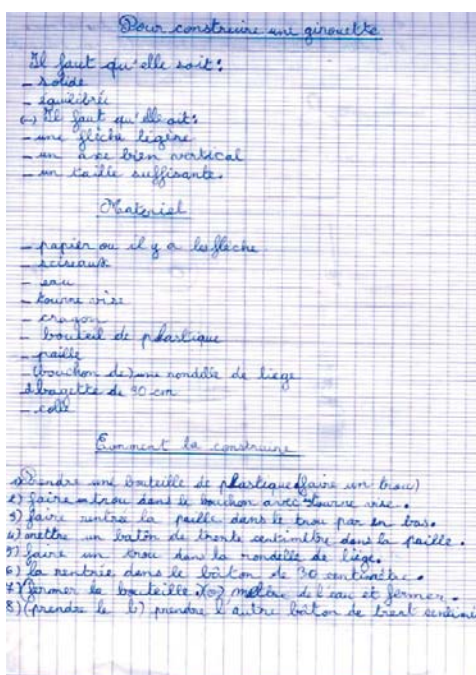 Pour construire une girouette
Il faut qu'elle soit:
- solide
- équilibrée
(-) Il faut qu'elle ait:
- une flèche légère
- un axe bien vertical
- un taille suffisante.
Matériel
- papier ou il y a la flèche
- sciseaux
- eau
- tourne vise
- crayon
- bouteil de plastique
- paille
- (bouchon de) une rondelle de liege
2 bagette de 30 cm
- colle
Comment la construire
1) Prendre une bouteille de plastique (faire un trou)
2) faire un trou dans le bouchon avec tourne vise.
3) faire rentré la paille dans le trou par en bas.
4) mettre un batôn de trente centimètre dans la paille.
5) faire un trou dans la rondelle de liège.
6) la rentrée dans le bâton de 30 centimètre.
7) (fermer la bouteille.) mettre de l'eau et fermer.
8) (prendre le b) prendre l'autre bâton de trent centimè